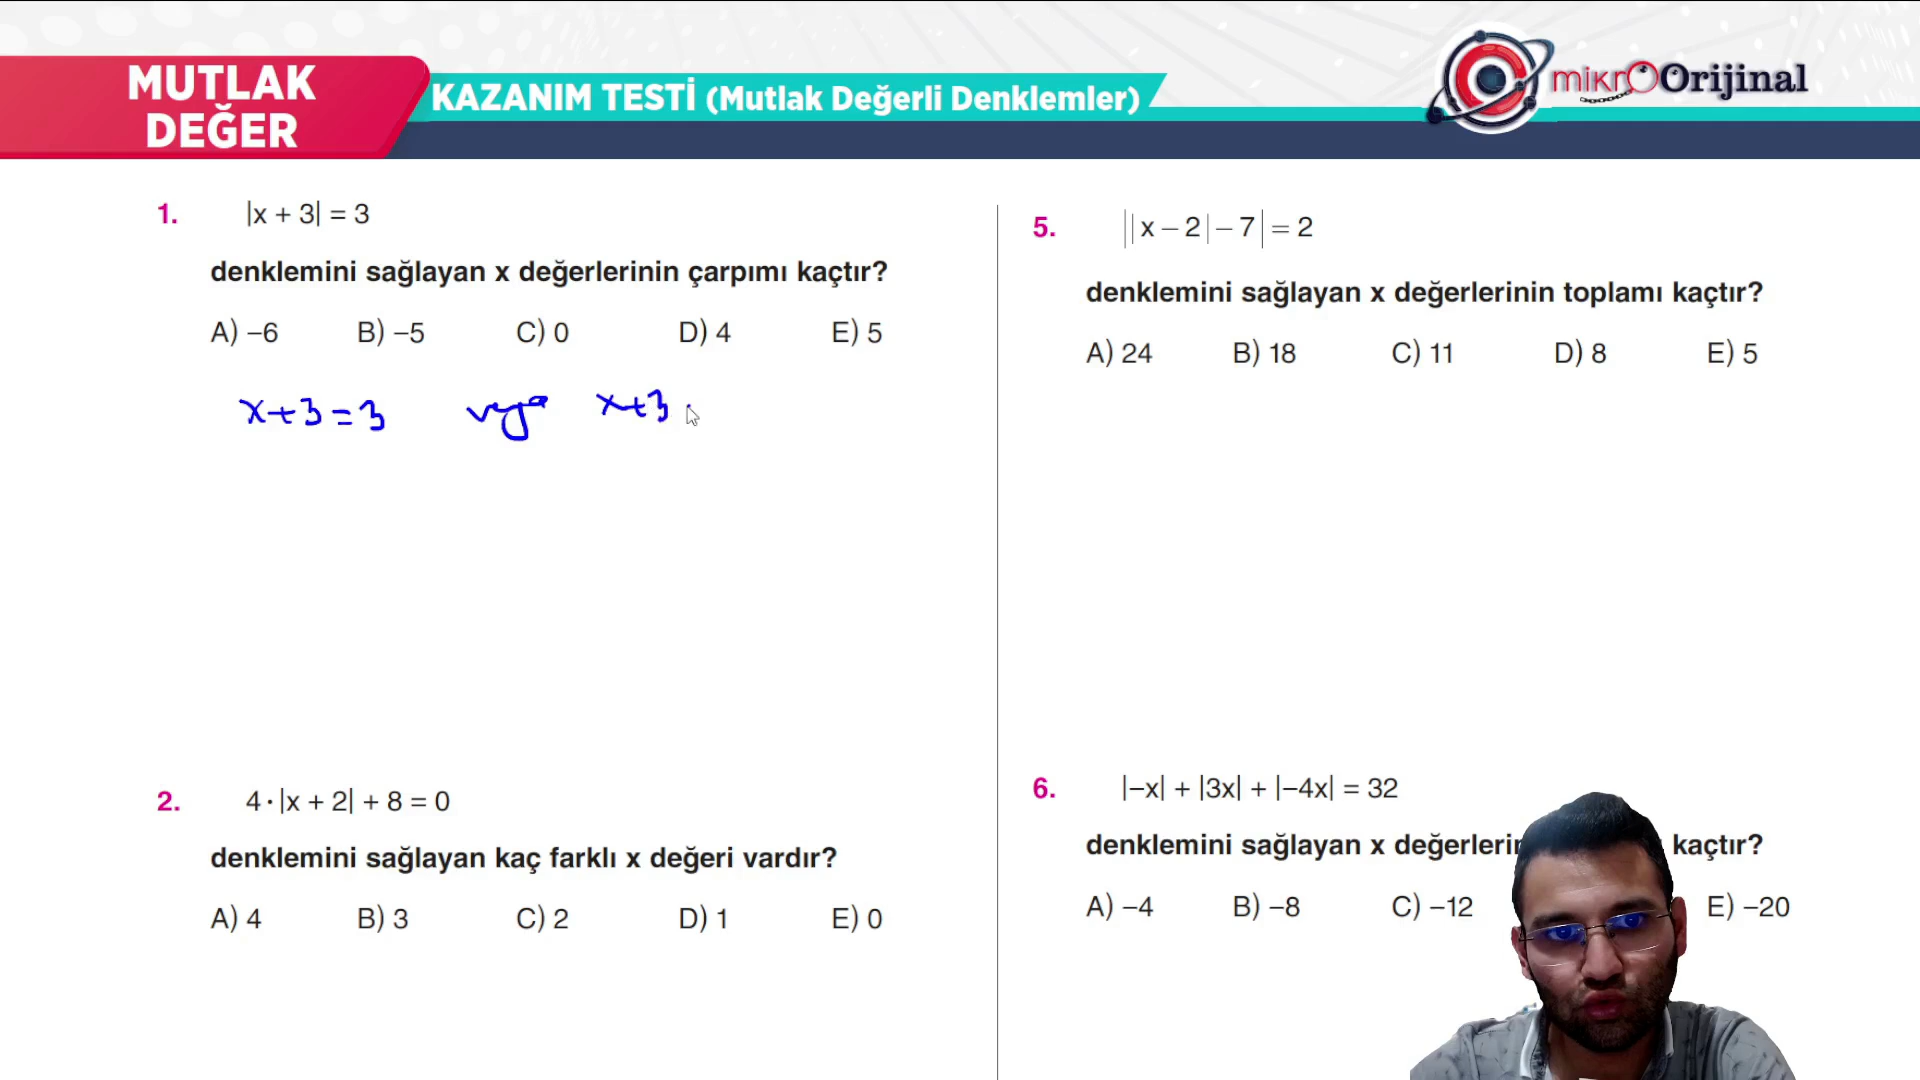 MUTLAK
DEĞER
KAZANIM TESTİ (Mutlak Değerli Denklemler)
mikro Orijinal
1. |x + 3| = 3
denklemini sağlayan x değerlerinin çarpımı kaçtır?
A) –6 B) –5 C) 0 D) 4 E) 5
x+3=3 veya x+3
2. 4·|x + 2| + 8 = 0
denklemini sağlayan kaç farklı x değeri vardır?
A) 4 B) 3 C) 2 D) 1 E) 0
5. ||x – 2| – 7| = 2
denklemini sağlayan x değerlerinin toplamı kaçtır?
A) 24 B) 18 C) 11 D) 8 E) 5
6. |–x| + |3x| + |–4x| = 32
denklemini sağlayan x kaçtır?
A) –4 B) –8 C) –12 E) –20